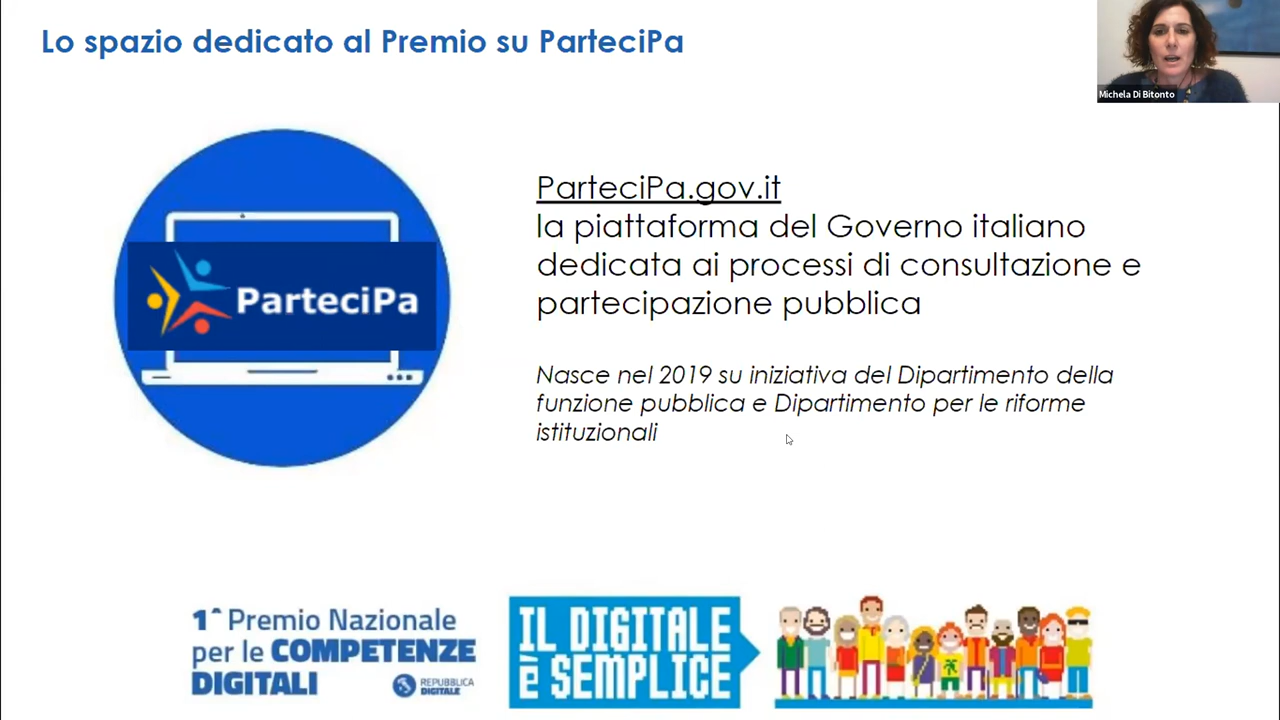 Lo spazio dedicato al Premio su ParteciPa
Michela Di Bitonto
ParteciPa
ParteciPa.gov.it
la piattaforma del Governo italiano
dedicata ai processi di consultazione e
partecipazione pubblica
Nasce nel 2019 su iniziativa del Dipartimento della
funzione pubblica e Dipartimento per le riforme
istituzionali
1^ Premio Nazionale
per le COMPETENZE
DIGITALI
REPUBBLICA
DIGITALE
IL DIGITALE
È SEMPLICE